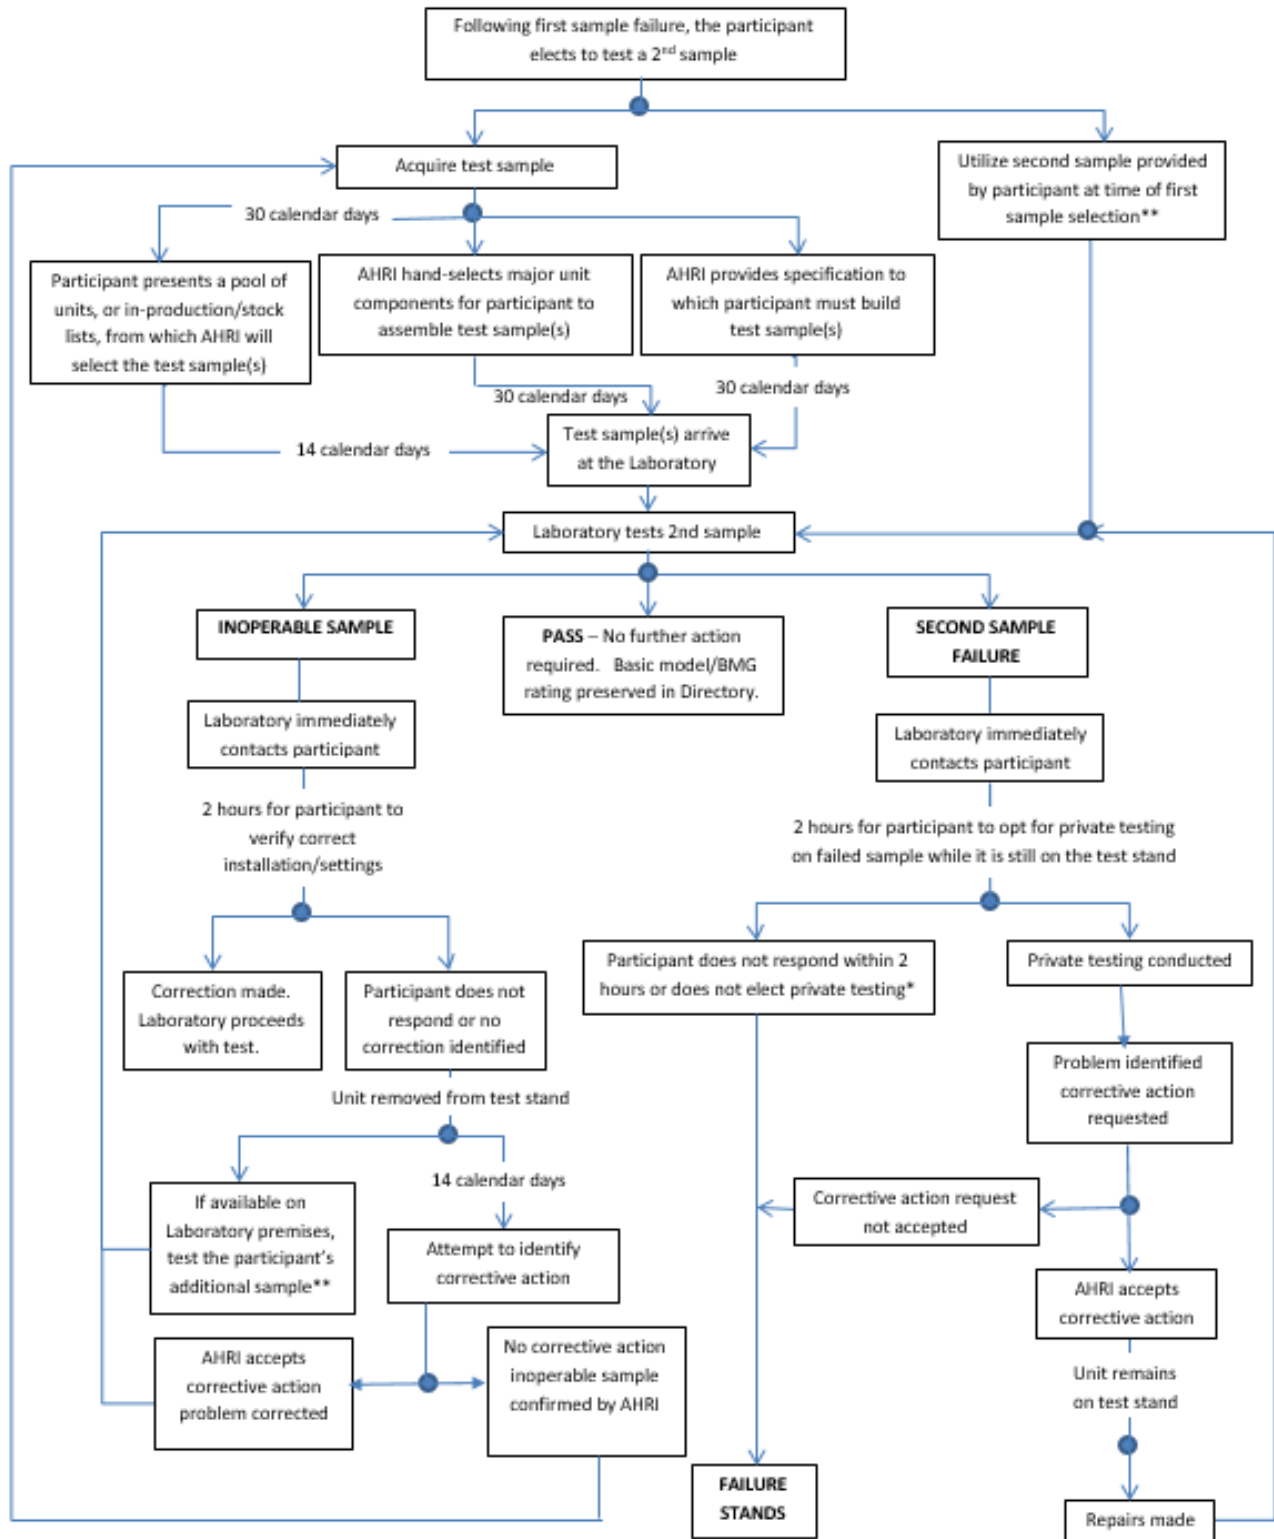 Following first sample failure, the participant
elects to test a 2nd sample
Acquire test sample
Utilize second sample provided
by participant at time of first
sample selection**
30 calendar days
Participant presents a pool of
units, or in-production/stock
lists, from which AHRI will
select the test sample(s)
AHRI hand-selects major unit
components for participant to
assemble test sample(s)
AHRI provides specification to
which participant must build
test sample(s)
30 calendar days
30 calendar days
14 calendar days
Test sample(s) arrive
at the Laboratory
Laboratory tests 2nd sample
INOPERABLE SAMPLE
PASS – No further action
required. Basic model/BMG
rating preserved in Directory.
SECOND SAMPLE
FAILURE
Laboratory immediately
contacts participant
Laboratory immediately
contacts participant
2 hours for participant to
verify correct
installation/settings
2 hours for participant to opt for private testing
on failed sample while it is still on the test stand
Correction made.
Laboratory proceeds
with test.
Participant does not
respond or no
correction identified
Participant does not respond within 2
hours or does not elect private testing*
Private testing conducted
Problem identified
corrective action
requested
Unit removed from test stand
14 calendar days
If available on
Laboratory premises,
test the participant's
additional sample**
Attempt to identify
corrective action
Corrective action request
not accepted
AHRI accepts
corrective action
AHRI accepts
corrective action
problem corrected
No corrective action
inoperable sample
confirmed by AHRI
Unit remains
on test stand
FAILURE
STANDS
Repairs made